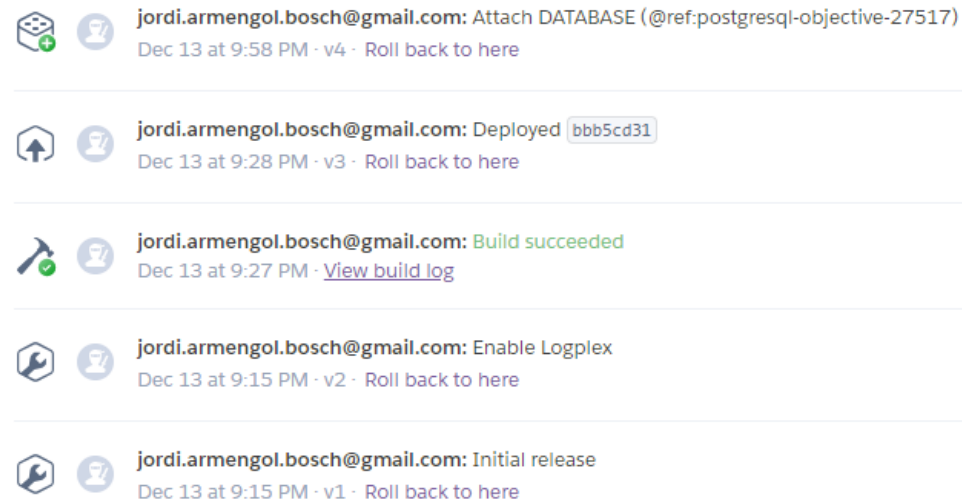 jordi.armengol.bosch@gmail.com: Attach DATABASE (@ref:postgresql-objective-27517)
Dec 13 at 9:58 PM · v4 · Roll back to here
jordi.armengol.bosch@gmail.com: Deployed bbb5cd31
Dec 13 at 9:28 PM · v3 · Roll back to here
jordi.armengol.bosch@gmail.com: Build succeeded
Dec 13 at 9:27 PM · View build log
jordi.armengol.bosch@gmail.com: Enable Logplex
Dec 13 at 9:15 PM · v2 · Roll back to here
jordi.armengol.bosch@gmail.com: Initial release
Dec 13 at 9:15 PM · v1 · Roll back to here